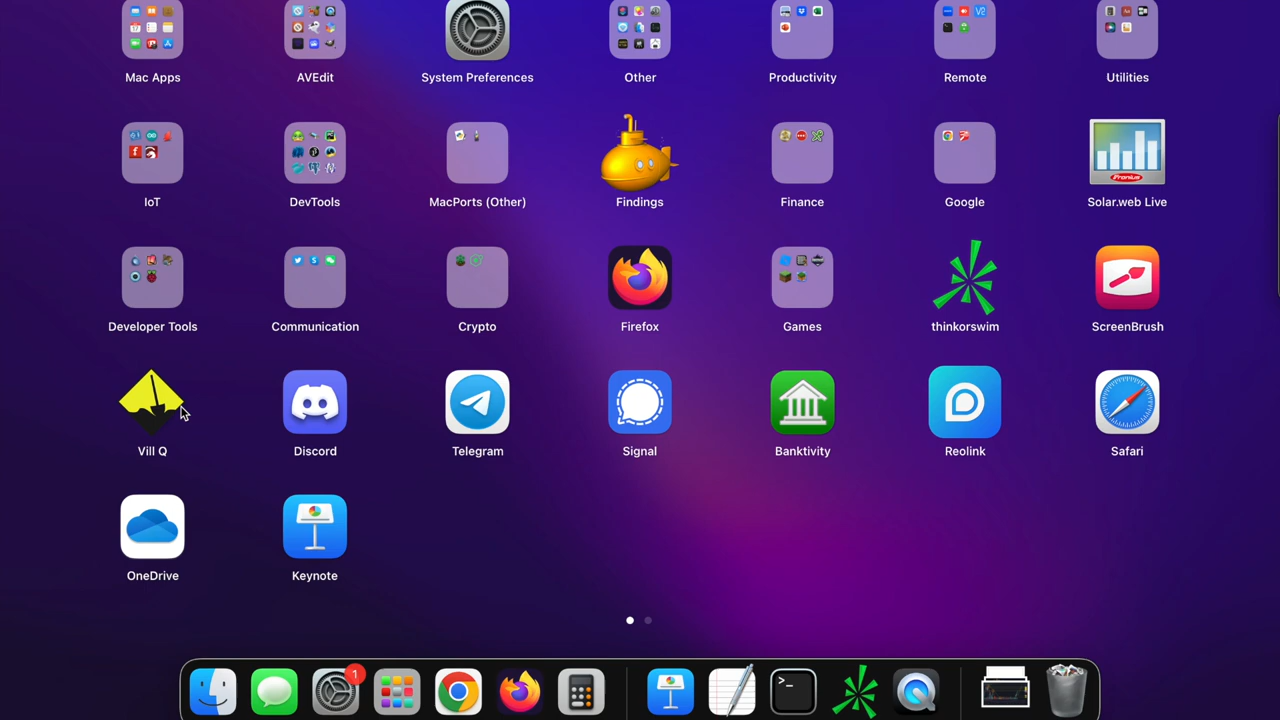 Mac Apps
AVEdit
System Preferences
Other
Productivity
Remote
Utilities
IoT
DevTools
MacPorts (Other)
Findings
Finance
Google
Solar.web Live
Developer Tools
Communication
Crypto
Firefox
Games
thinkorswim
ScreenBrush
Vill Q
Discord
Telegram
Signal
Banktivity
Reolink
Safari
OneDrive
Keynote
1